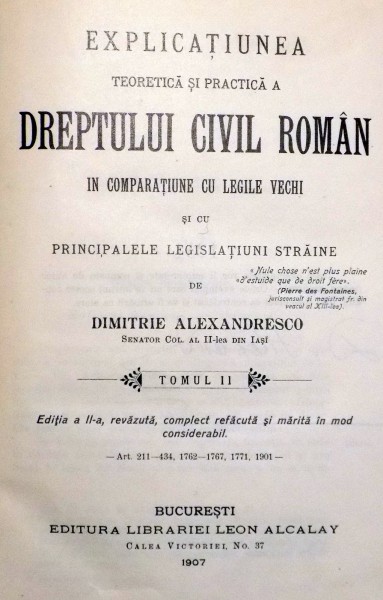 EXPLICAȚIUNEA
TEORETICĂ ȘI PRACTICĂ A
DREPTULUI CIVIL ROMÂN
IN COMPARAȚIUNE CU LEGILE VECHI
ȘI CU
PRINCIPALELE LEGISLAȚIUNI STRĂINE
«Nule chose n'est plus plaine
«d'estuide que de droit fère».
(Pierre des Fontaines,
jurisconsult și magistrat fr. din
veacul al XIII-lea).
DE
DIMITRIE ALEXANDRESCO
SENATOR COL. AL II-lea DIN IAȘĬ
TOMUL II
Ediția a II-a, revăzută, complect refăcută și mărită în mod
considerabil.
— Art. 211—434, 1762—1767, 1771, 1901 —
BUCUREȘTI
EDITURA LIBRARIEI LEON ALCALAY
CALEA VICTORIEI, No. 37
1907